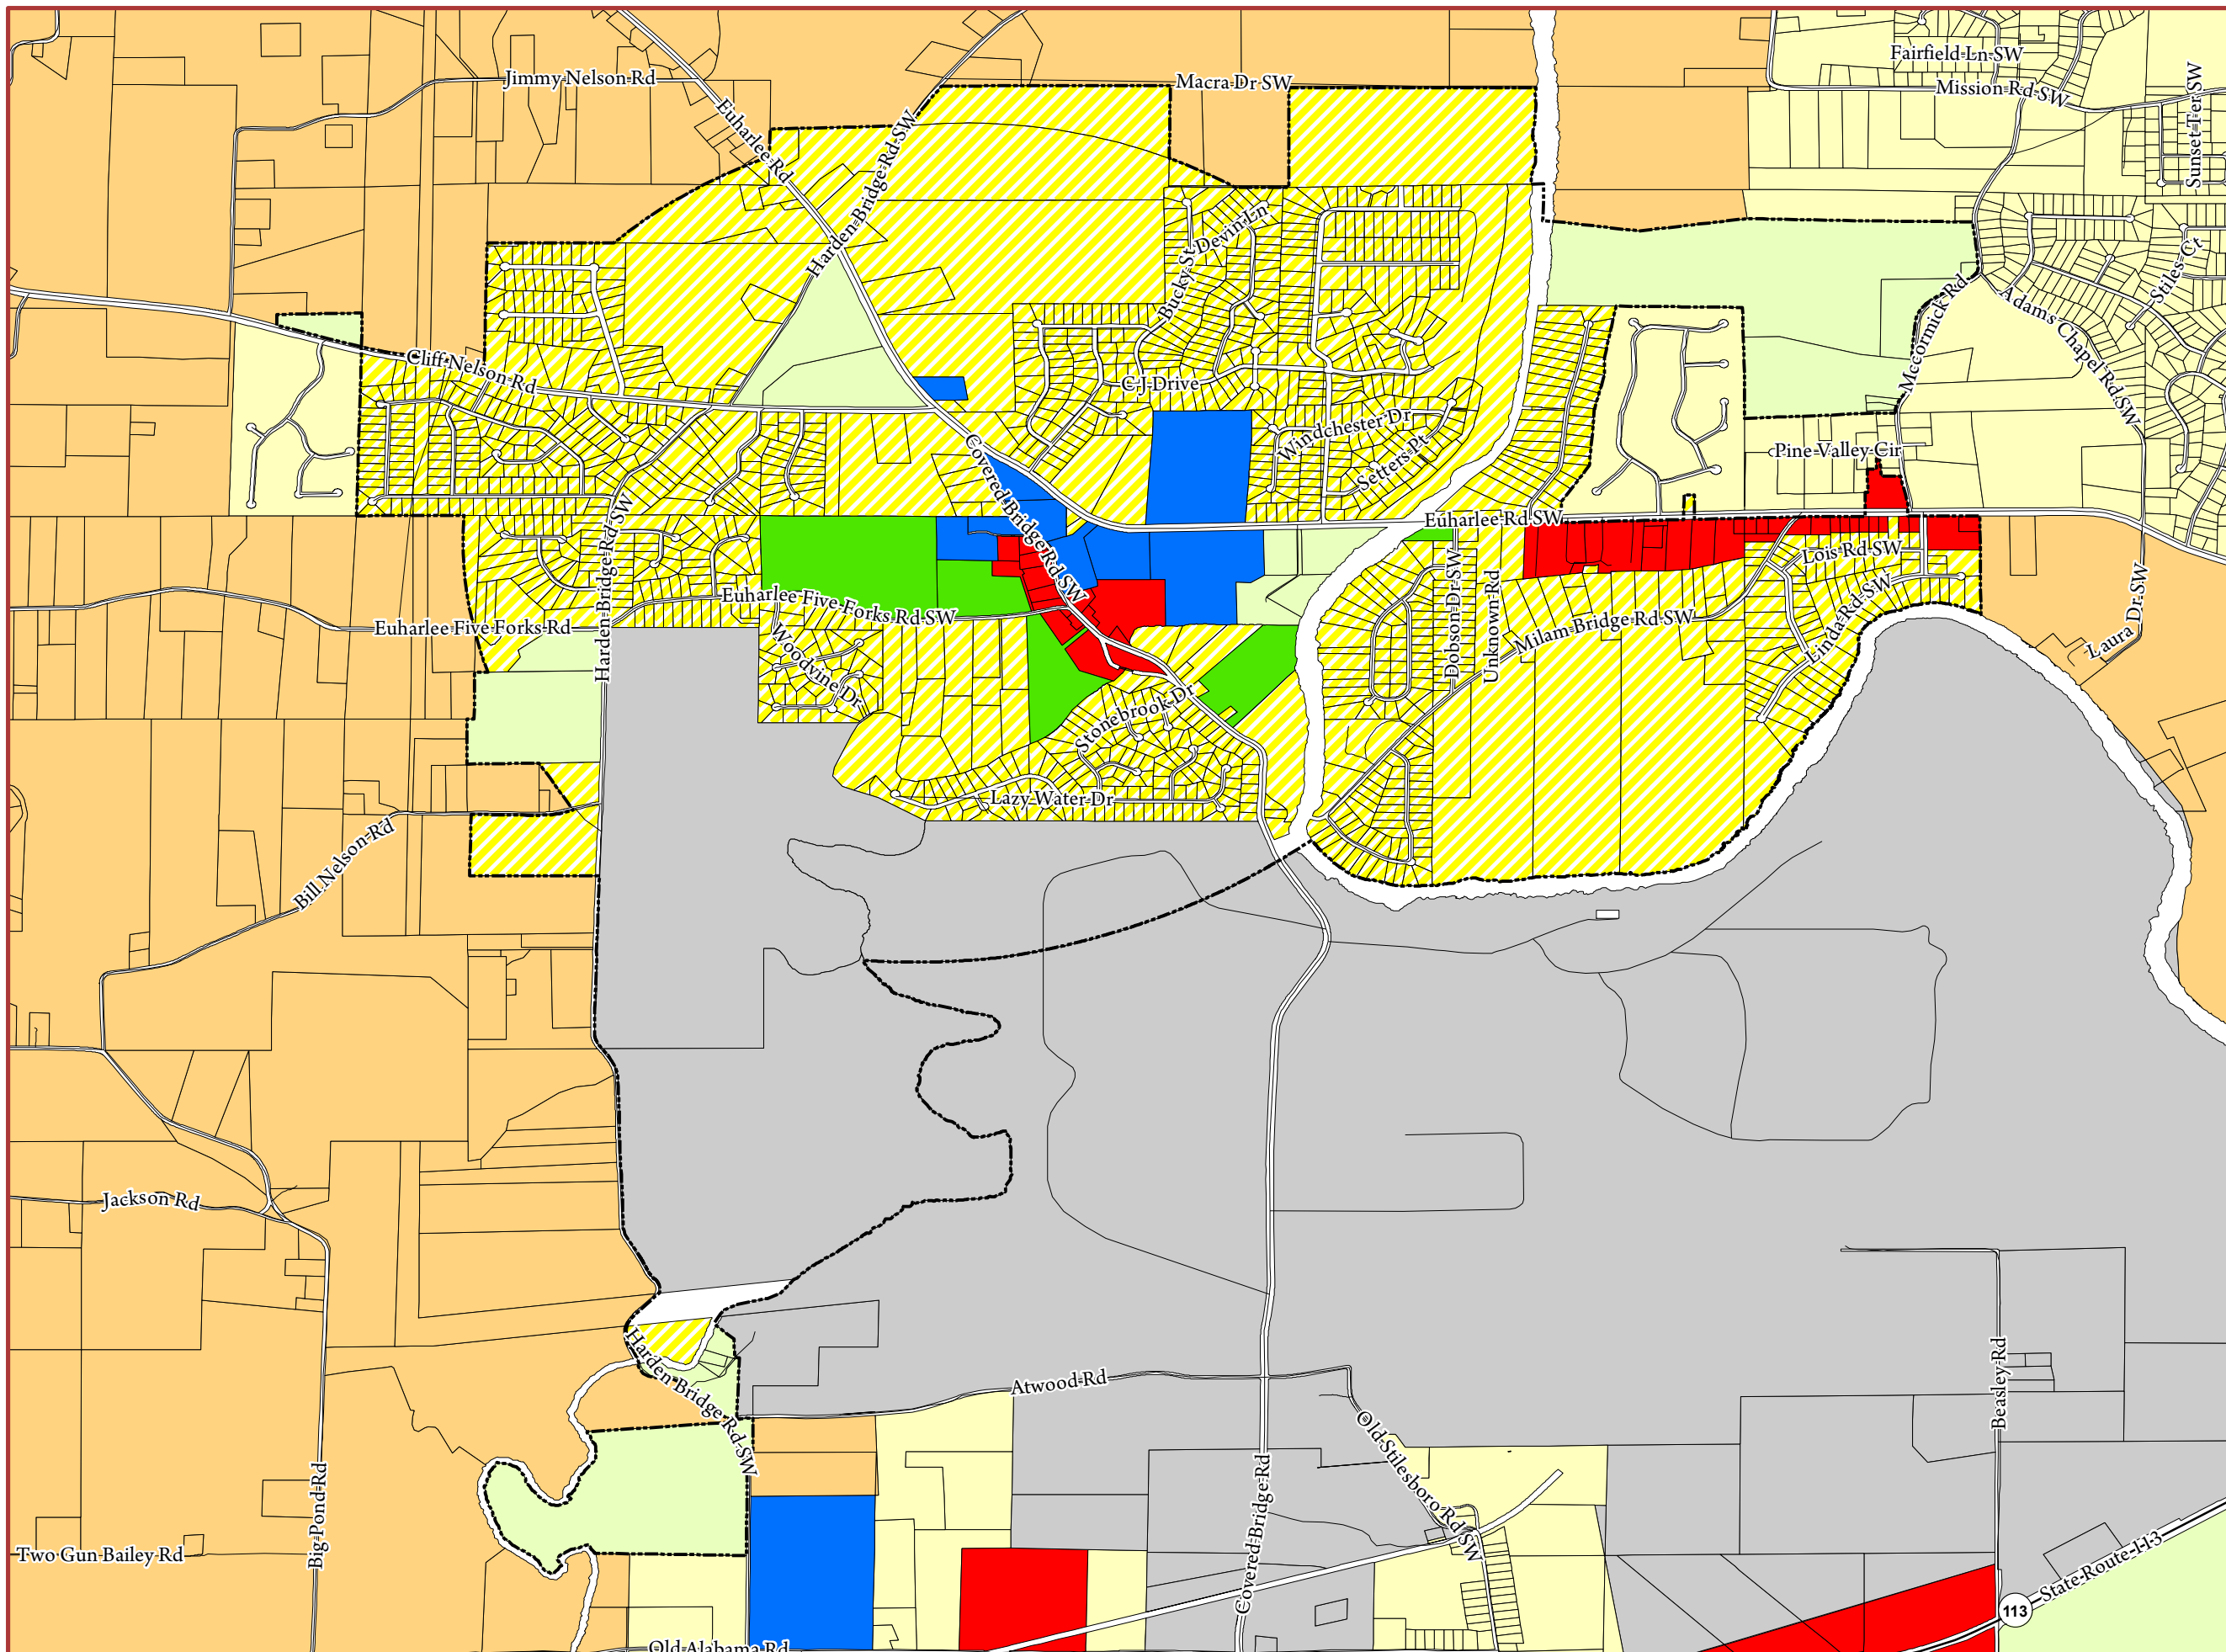 Fairfield Ln SW
Jimmy Nelson Rd
Macra Dr SW
Mission Rd SW
Sunset Ter SW
Euharlee Rd
Harden Bridge Rd SW
Devin Ln
Bucky St
Stiles Ct
Mccormick Rd
Adams Chapel Rd SW
Cliff Nelson Rd
C J Drive
Windchester Dr
Setters Pt
Pine Valley Cir
Covered Bridge Rd SW
Euharlee Rd SW
Harden Bridge Rd SW
Lois Rd SW
Euharlee Five Forks Rd SW
Euharlee Five Forks Rd
Woodvine Dr
Dobson Dr SW
Unknown Rd
Milam Bridge Rd SW
Linda Rd SW
Laura Dr SW
Stonebrook Dr
Lazy Water Dr
Bill Nelson Rd
Jackson Rd
Harden Bridge Rd SW
Atwood Rd
Beasley Rd
Old Stilesboro Rd SW
Big Pond Rd
Covered Bridge Rd
Two Gun Bailey Rd
State Route 113
113
Old Alabama Rd